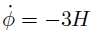 \dot{\phi} = -3H